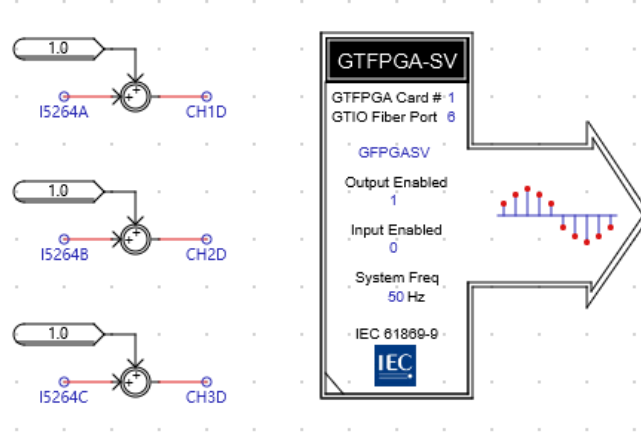 1.0
I5264A
CH1D
1.0
I5264B
CH2D
1.0
I5264C
CH3D
GTFPGA-SV
GTFPGA Card # 1
GTIO Fiber Port 6
GFPGASV
Output Enabled
1
Input Enabled
0
System Freq
50 Hz
IEC 61869-9
IEC